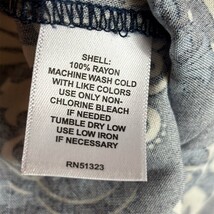 SHELL:
100% RAYON
MACHINE WASH COLD
WITH LIKE COLORS
USE ONLY NON-
CHLORINE BLEACH
IF NEEDED
TUMBLE DRY LOW
USE LOW IRON
IF NECESSARY
RN51323